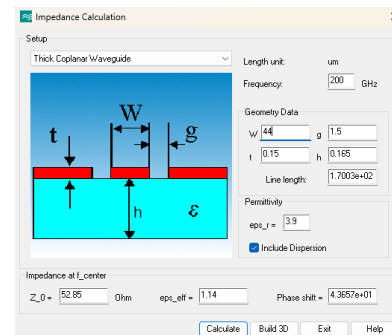 Impedance Calculation
Setup
Thick Coplanar Waveguide
Length unit: um
Frequency: 200 GHz
Geometry Data
W 44 g 1.5
t 0.15 h 0.165
Line length: 1.7003e+02
Permittivity
eps_r = 3.9
Include Dispersion
W
t g
h ε
Impedance at f_center
Z_0 = 52.85 Ohm eps_eff = 1.14 Phase shift = 4.3657e+01
Calculate Build 3D Exit Help